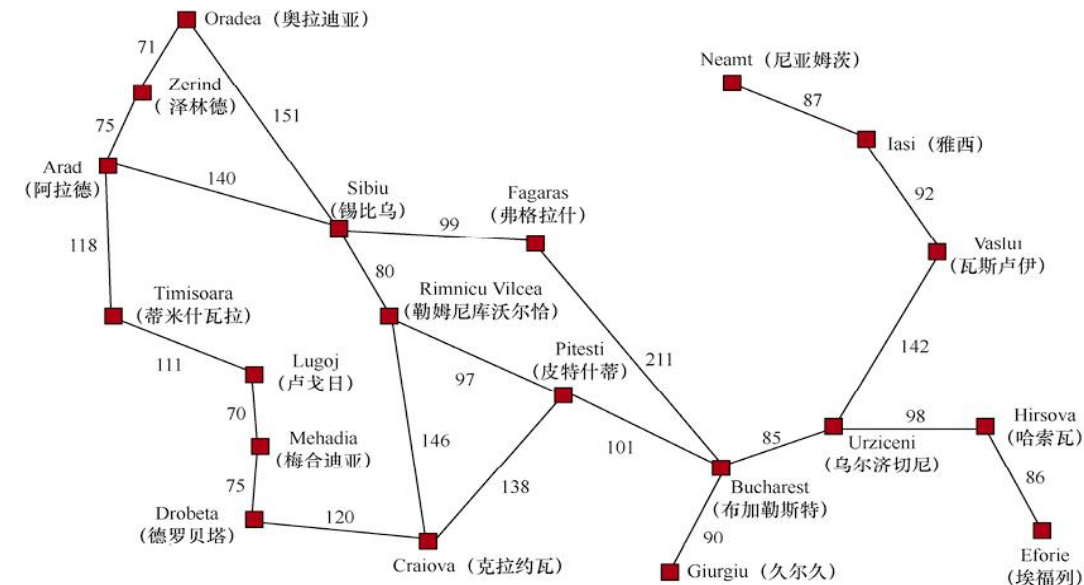 Oradea（奥拉迪亚）
71
Neamt（尼亚姆茨）
Zerind
（ 泽林德）
87
151
75
Iasi（雅西）
Arad
（阿拉德）
140
Sibiu
（锡比乌）
Fagaras
（弗格拉什）
92
99
118
Vaslui
（瓦斯卢伊）
80
Rimnicu Vilcea
（勒姆尼库沃尔恰）
Timisoara
（蒂米什瓦拉）
142
Pitesti
（皮特什蒂）
211
111
Lugoj
（卢戈日）
97
70
98
Hirsova
（哈索瓦）
Mehadia
（梅合迪亚）
146
101
85
Urziceni
（乌尔济切尼）
75
138
86
Bucharest
（布加勒斯特）
Drobeta
（德罗贝塔）
120
90
Eforie
（埃福列）
Craiova（克拉约瓦）
Giurgiu（久尔久）